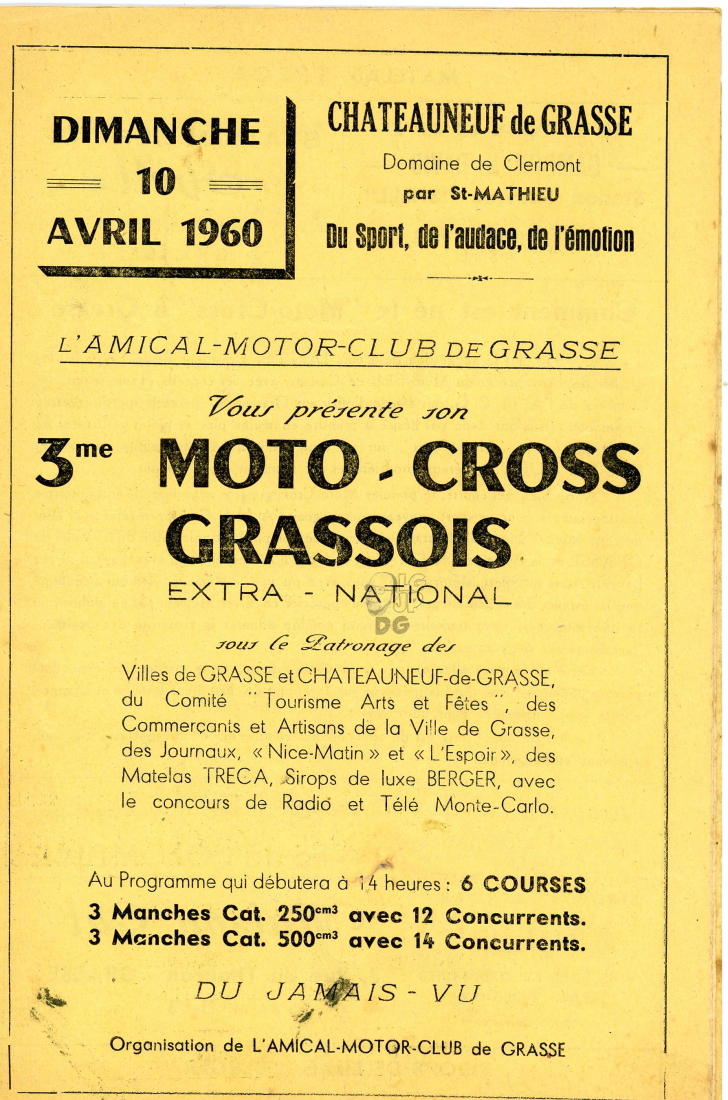 DIMANCHE
10
AVRIL 1960
CHATEAUNEUF de GRASSE
Domaine de Clermont
par St-MATHIEU
Du Sport, de l'audace, de l'émotion
L'AMICAL-MOTOR-CLUB DE GRASSE
Vous présente son
3me MOTO - CROSS
GRASSOIS
EXTRA - NATIONAL
sous le Patronage des
Villes de GRASSE et CHATEAUNEUF-de-GRASSE,
du Comité "Tourisme Arts et Fêtes", des
Commerçants et Artisans de la Ville de Grasse,
des Journaux, « Nice-Matin » et « L'Espoir », des
Matelas TRECA, Sirops de luxe BERGER, avec
le concours de Radio et Télé Monte-Carlo.
Au Programme qui débutera à 14 heures : 6 COURSES
3 Manches Cat. 250cm3 avec 12 Concurrents.
3 Manches Cat. 500cm3 avec 14 Concurrents.
DU JAMAIS - VU
Organisation de L'AMICAL-MOTOR-CLUB de GRASSE